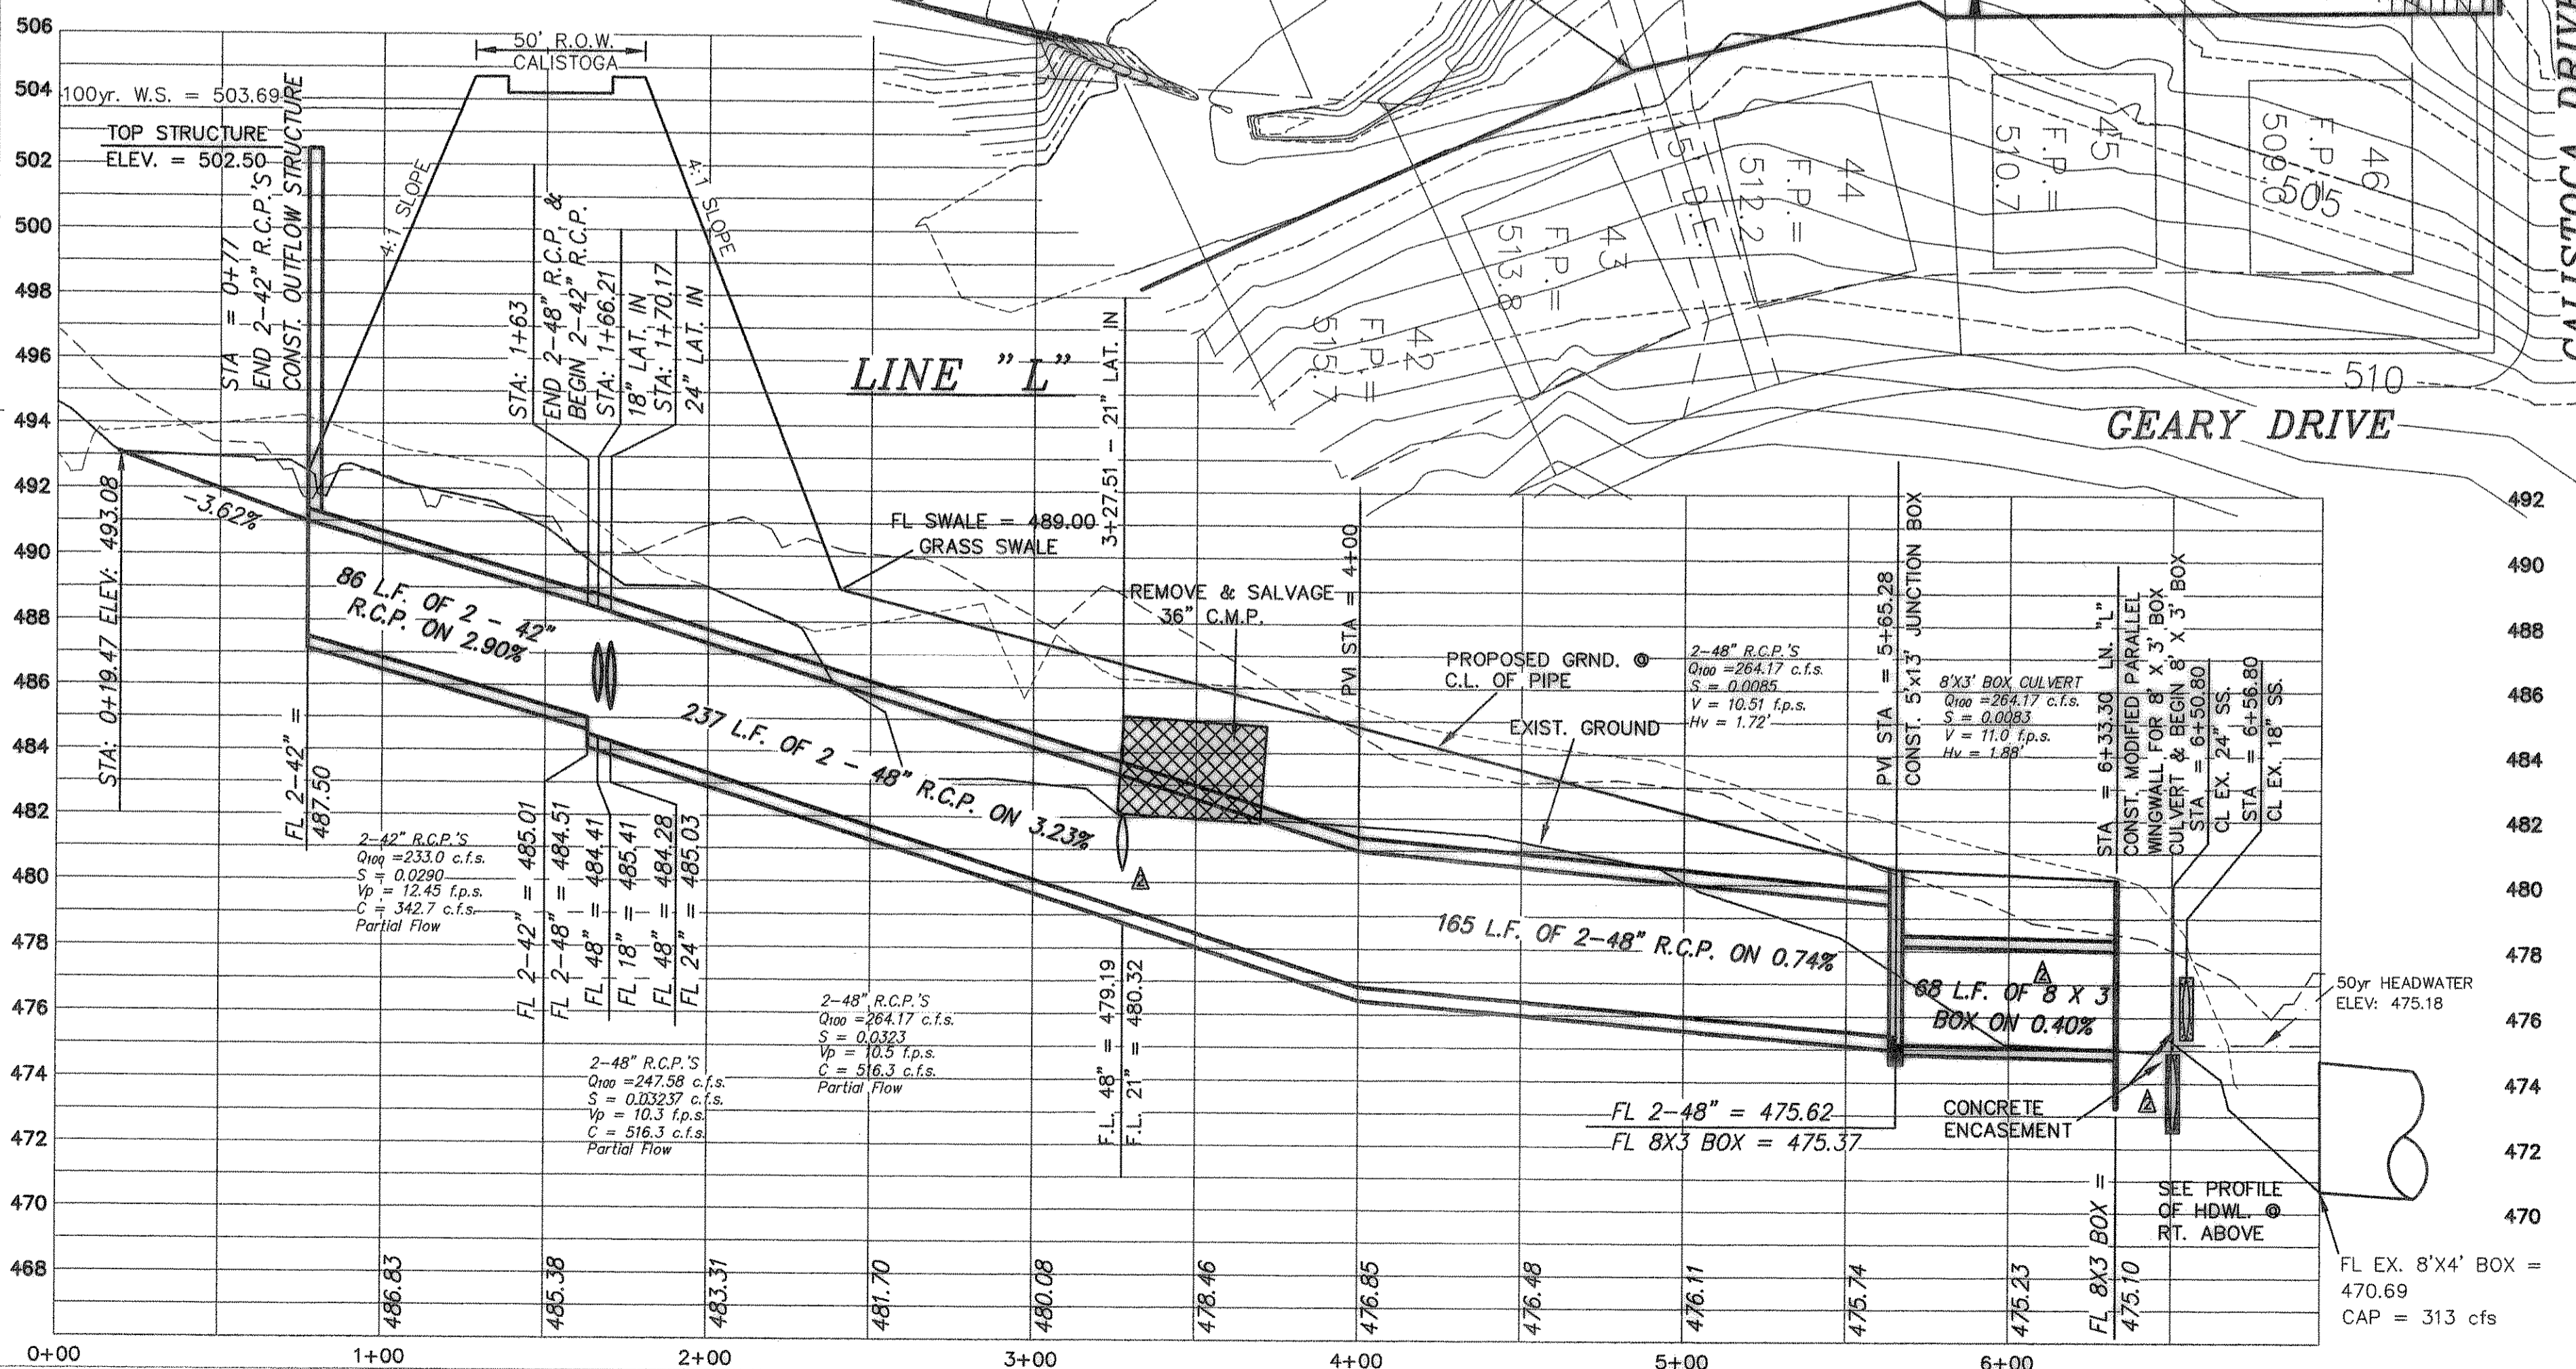 506
504
502
500
498
496
494
492
490
488
486
484
482
480
478
476
474
472
470
468
0+00
1+00
2+00
3+00
4+00
5+00
6+00
492
490
488
486
484
482
480
478
476
474
472
470
50' R.O.W.
CALISTOGA
100yr. W.S. = 503.69
TOP STRUCTURE
ELEV. = 502.50
STA = 0+77
END 2-42" R.C.P.'S
CONST. OUTFLOW STRUCTURE
4:1 SLOPE
4:1 SLOPE
STA: 1+63
END 2-48" R.C.P. &
BEGIN 2-42" R.C.P.
STA: 1+66.21
18" LAT. IN
STA: 1+70.17
24" LAT. IN
LINE "L"
3+27.51 - 21" LAT. IN
STA: 0+19.47 ELEV: 493.08
-3.62%
FL 2-42" =
487.50
86 L.F. OF 2 - 42"
R.C.P. ON 2.90%
237 L.F. OF 2 - 48" R.C.P. ON 3.23%
FL SWALE = 489.00
GRASS SWALE
REMOVE & SALVAGE
36" C.M.P.
PVI STA = 4+00
PROPOSED GRND. @
C.L. OF PIPE
EXIST. GROUND
2-48" R.C.P.'S
Q100 =264.17 c.f.s.
S = 0.0085
V = 10.51 f.p.s.
Hv = 1.72'
PVI STA = 5+65.28
CONST. 5'x13' JUNCTION BOX
8'X3' BOX CULVERT
Q100 =264.17 c.f.s.
S = 0.0083
V = 11.0 f.p.s.
Hv = 1.88'
STA = 6+33.30 LN. "L"
CONST. MODIFIED PARALLEL
WINGWALL FOR 8' X 3' BOX
CULVERT & BEGIN 8' X 3' BOX
STA = 6+50.80
CL EX. 24" SS.
STA = 6+56.80
CL EX. 18" SS.
2-42" R.C.P.'S
Q100 =233.0 c.f.s.
S = 0.0290
Vp = 12.45 f.p.s.
C = 342.7 c.f.s.
Partial Flow
FL 2-42" = 485.01
FL 2-48" = 484.51
FL 48" = 484.41
FL 18" = 485.41
FL 48" = 484.28
FL 24" = 485.03
2-48" R.C.P.'S
Q100 =247.58 c.f.s.
S = 0.03237
Vp = 10.3 f.p.s.
C = 516.3 c.f.s.
Partial Flow
2-48" R.C.P.'S
Q100 =264.17 c.f.s.
S = 0.0323
Vp = 10.5 f.p.s.
C = 516.3 c.f.s.
Partial Flow
F.L. 48" = 479.19
F.L. 21" = 480.32
2
165 L.F. OF 2-48" R.C.P. ON 0.74%
2
68 L.F. OF 8 X 3
BOX ON 0.40%
FL 2-48" = 475.62
FL 8X3 BOX = 475.37
CONCRETE
ENCASEMENT
2
50yr HEADWATER
ELEV: 475.18
SEE PROFILE
OF HDWL. @
RT. ABOVE
FL 8X3 BOX =
475.10
FL EX. 8'X4' BOX =
470.69
CAP = 313 cfs
486.83
485.38
483.31
481.70
480.08
478.46
476.85
476.48
476.11
475.74
475.23
42
F.P.=
515.7
43
F.P.=
513.8
15' D.E.
44
F.P.=
512.2
45
F.P.=
510.7
46
F.P.=
509.0
505
510
GEARY DRIVE
CALISTOGA DRIVE